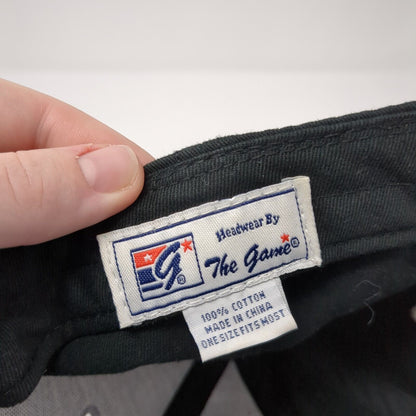 Headwear By
The Game®
G®
100% COTTON
MADE IN CHINA
ONE SIZE FITS MOST